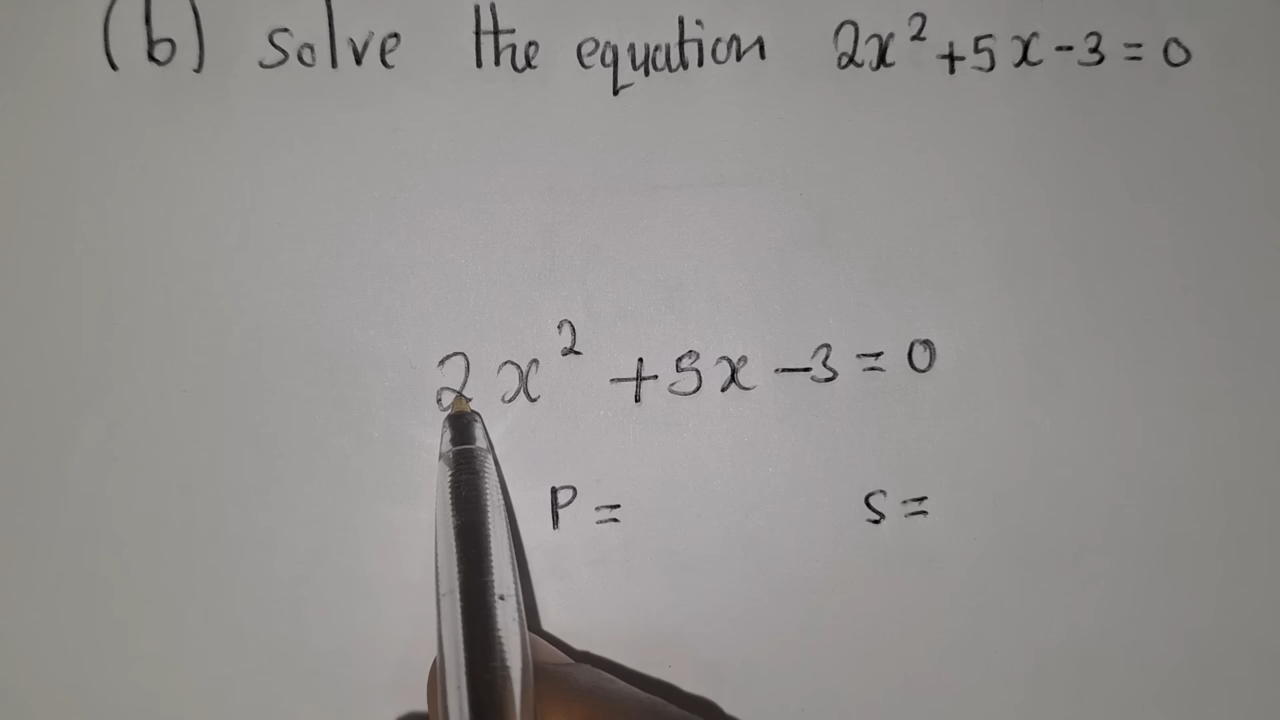 (b) solve the equation 2x²+5x-3=0
2x² +5x-3=0
P= S=